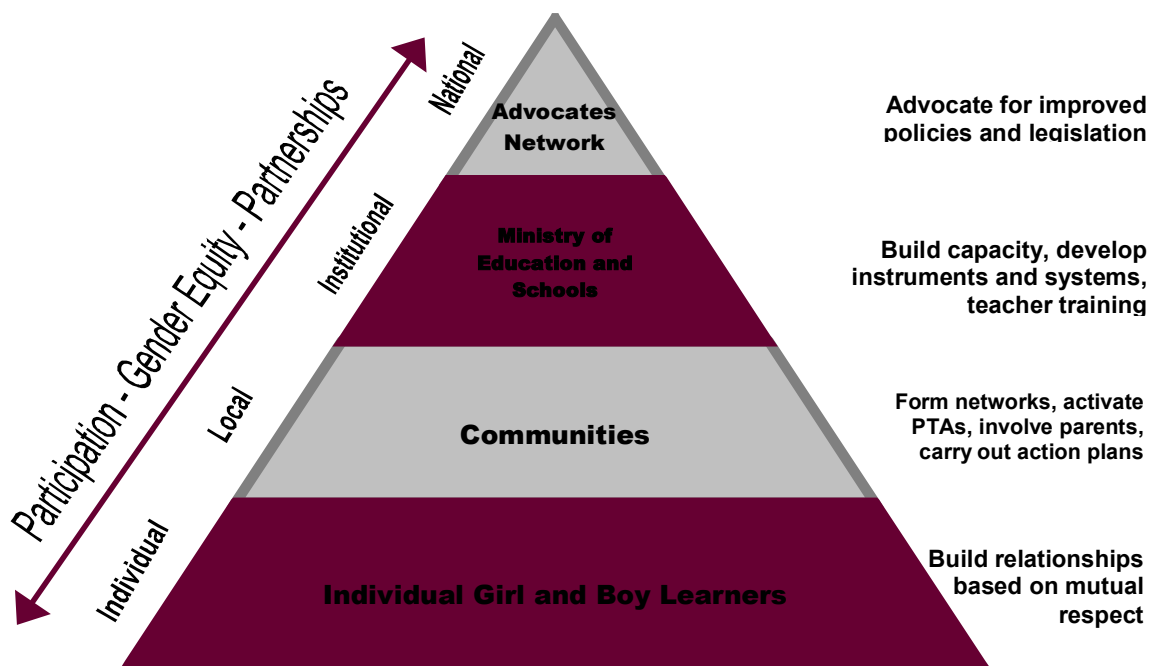 Participation - Gender Equity - Partnerships
National
Advocates
Network
Advocate for improved
policies and legislation
Institutional
Ministry of
Education and
Schools
Build capacity, develop
instruments and systems,
teacher training
Local
Communities
Form networks, activate
PTAs, involve parents,
carry out action plans
Individual
Individual Girl and Boy Learners
Build relationships
based on mutual
respect